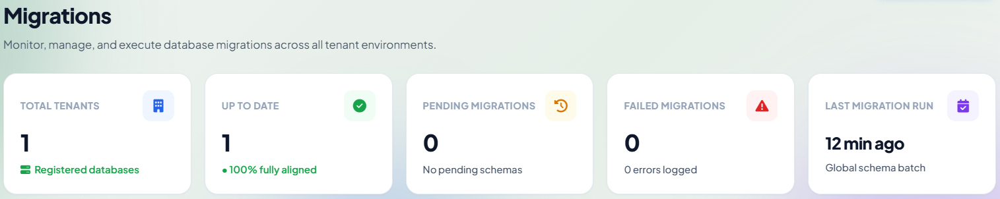 Migrations
Monitor, manage, and execute database migrations across all tenant environments.
TOTAL TENANTS
1
Registered databases
UP TO DATE
1
● 100% fully aligned
PENDING MIGRATIONS
0
No pending schemas
FAILED MIGRATIONS
0
0 errors logged
LAST MIGRATION RUN
12 min ago
Global schema batch